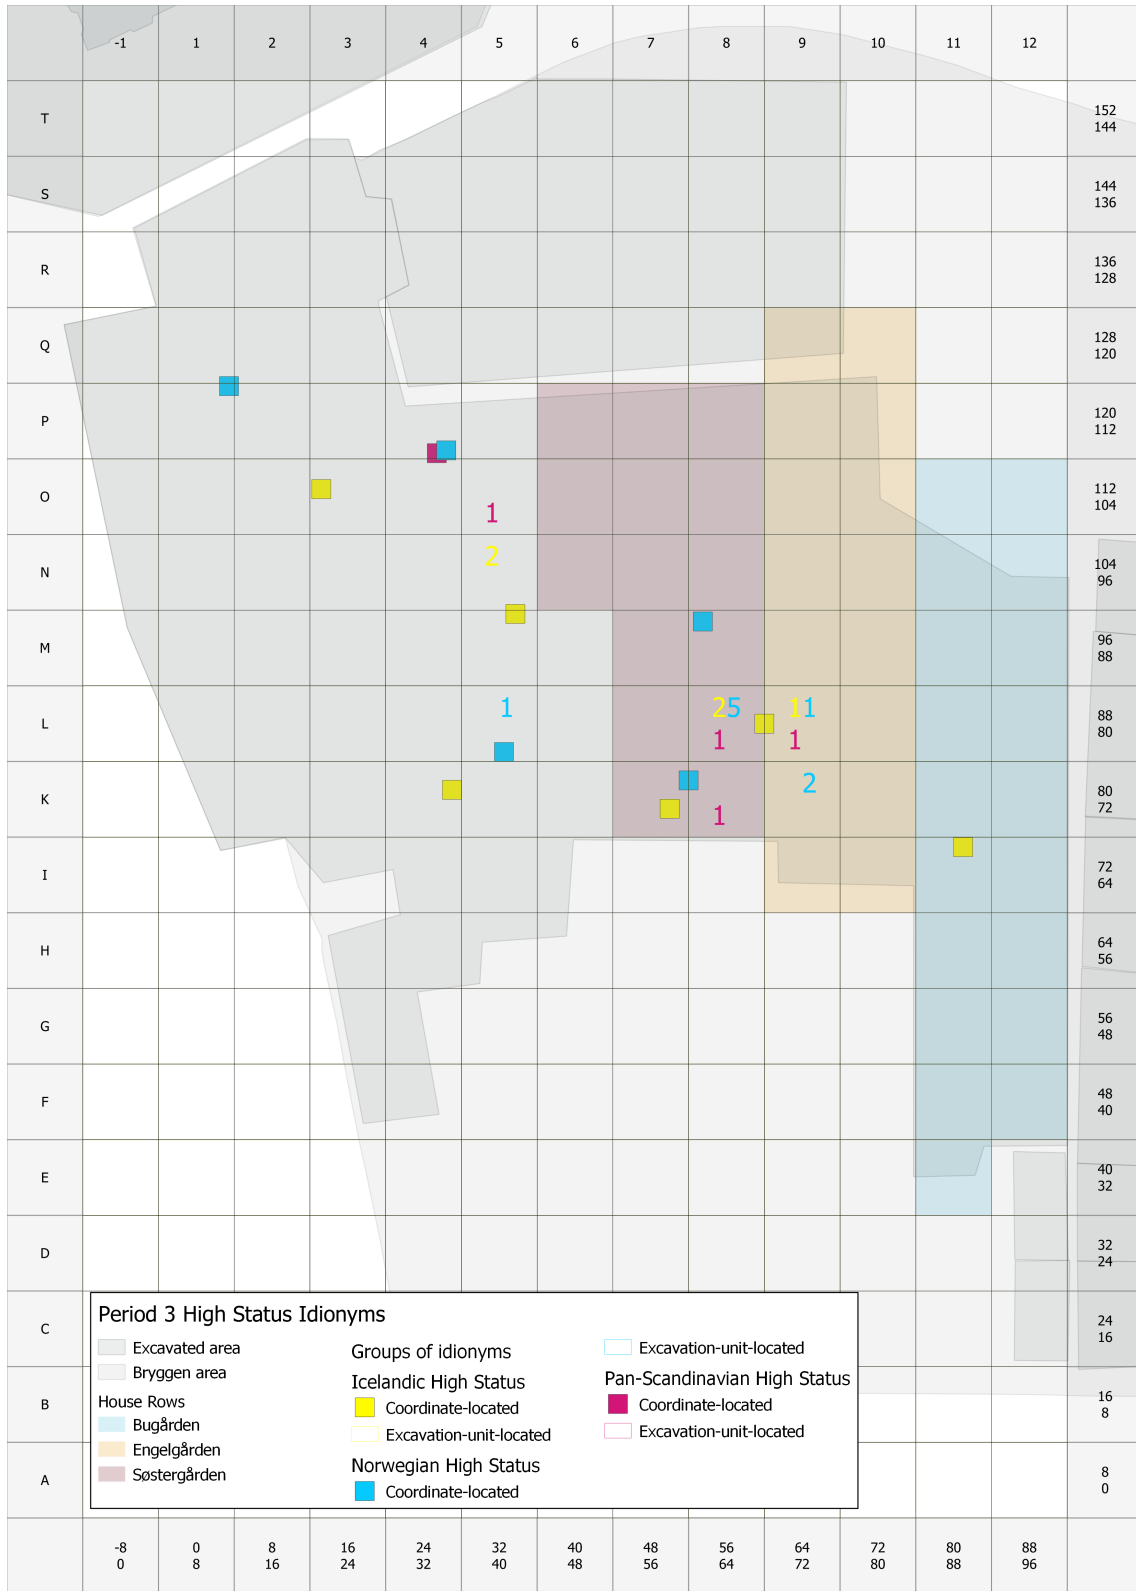 -1 1 2 3 4 5 6 7 8 9 10 11 12
T 152
144
S 144
136
R 136
128
Q 128
120
P 120
112
O 112
104
1
N 104
96
2
M 96
88
L 1 25 11 88
80
1 1
K 2 80
72
1
I 72
64
H 64
56
G 56
48
F 48
40
E 40
32
D 32
24
C 24
16
B 16
8
A 8
0
Period 3 High Status Idionyms
Excavated area
Bryggen area
House Rows
Bugården
Engelgården
Søstergården
Groups of idionyms
Icelandic High Status
Coordinate-located
Excavation-unit-located
Norwegian High Status
Coordinate-located
Excavation-unit-located
Pan-Scandinavian High Status
Coordinate-located
Excavation-unit-located
-8 0 8 16 24 32 40 48 56 64 72 80 88
0 8 16 24 32 40 48 56 64 72 80 88 96